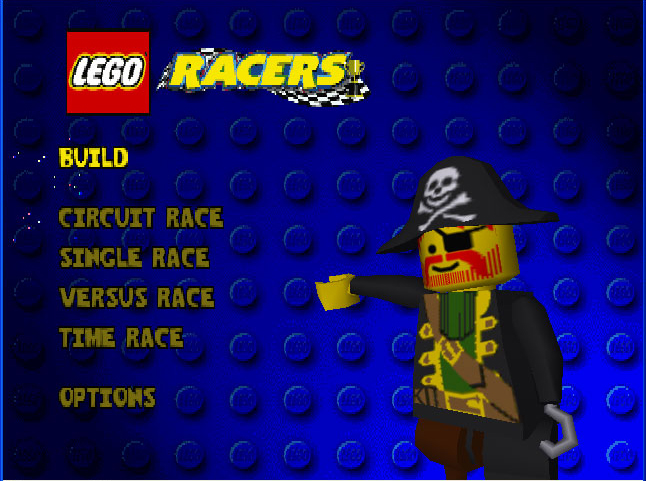 LEGO RACERS
BUILD
CIRCUIT RACE
SINGLE RACE
VERSUS RACE
TIME RACE
OPTIONS